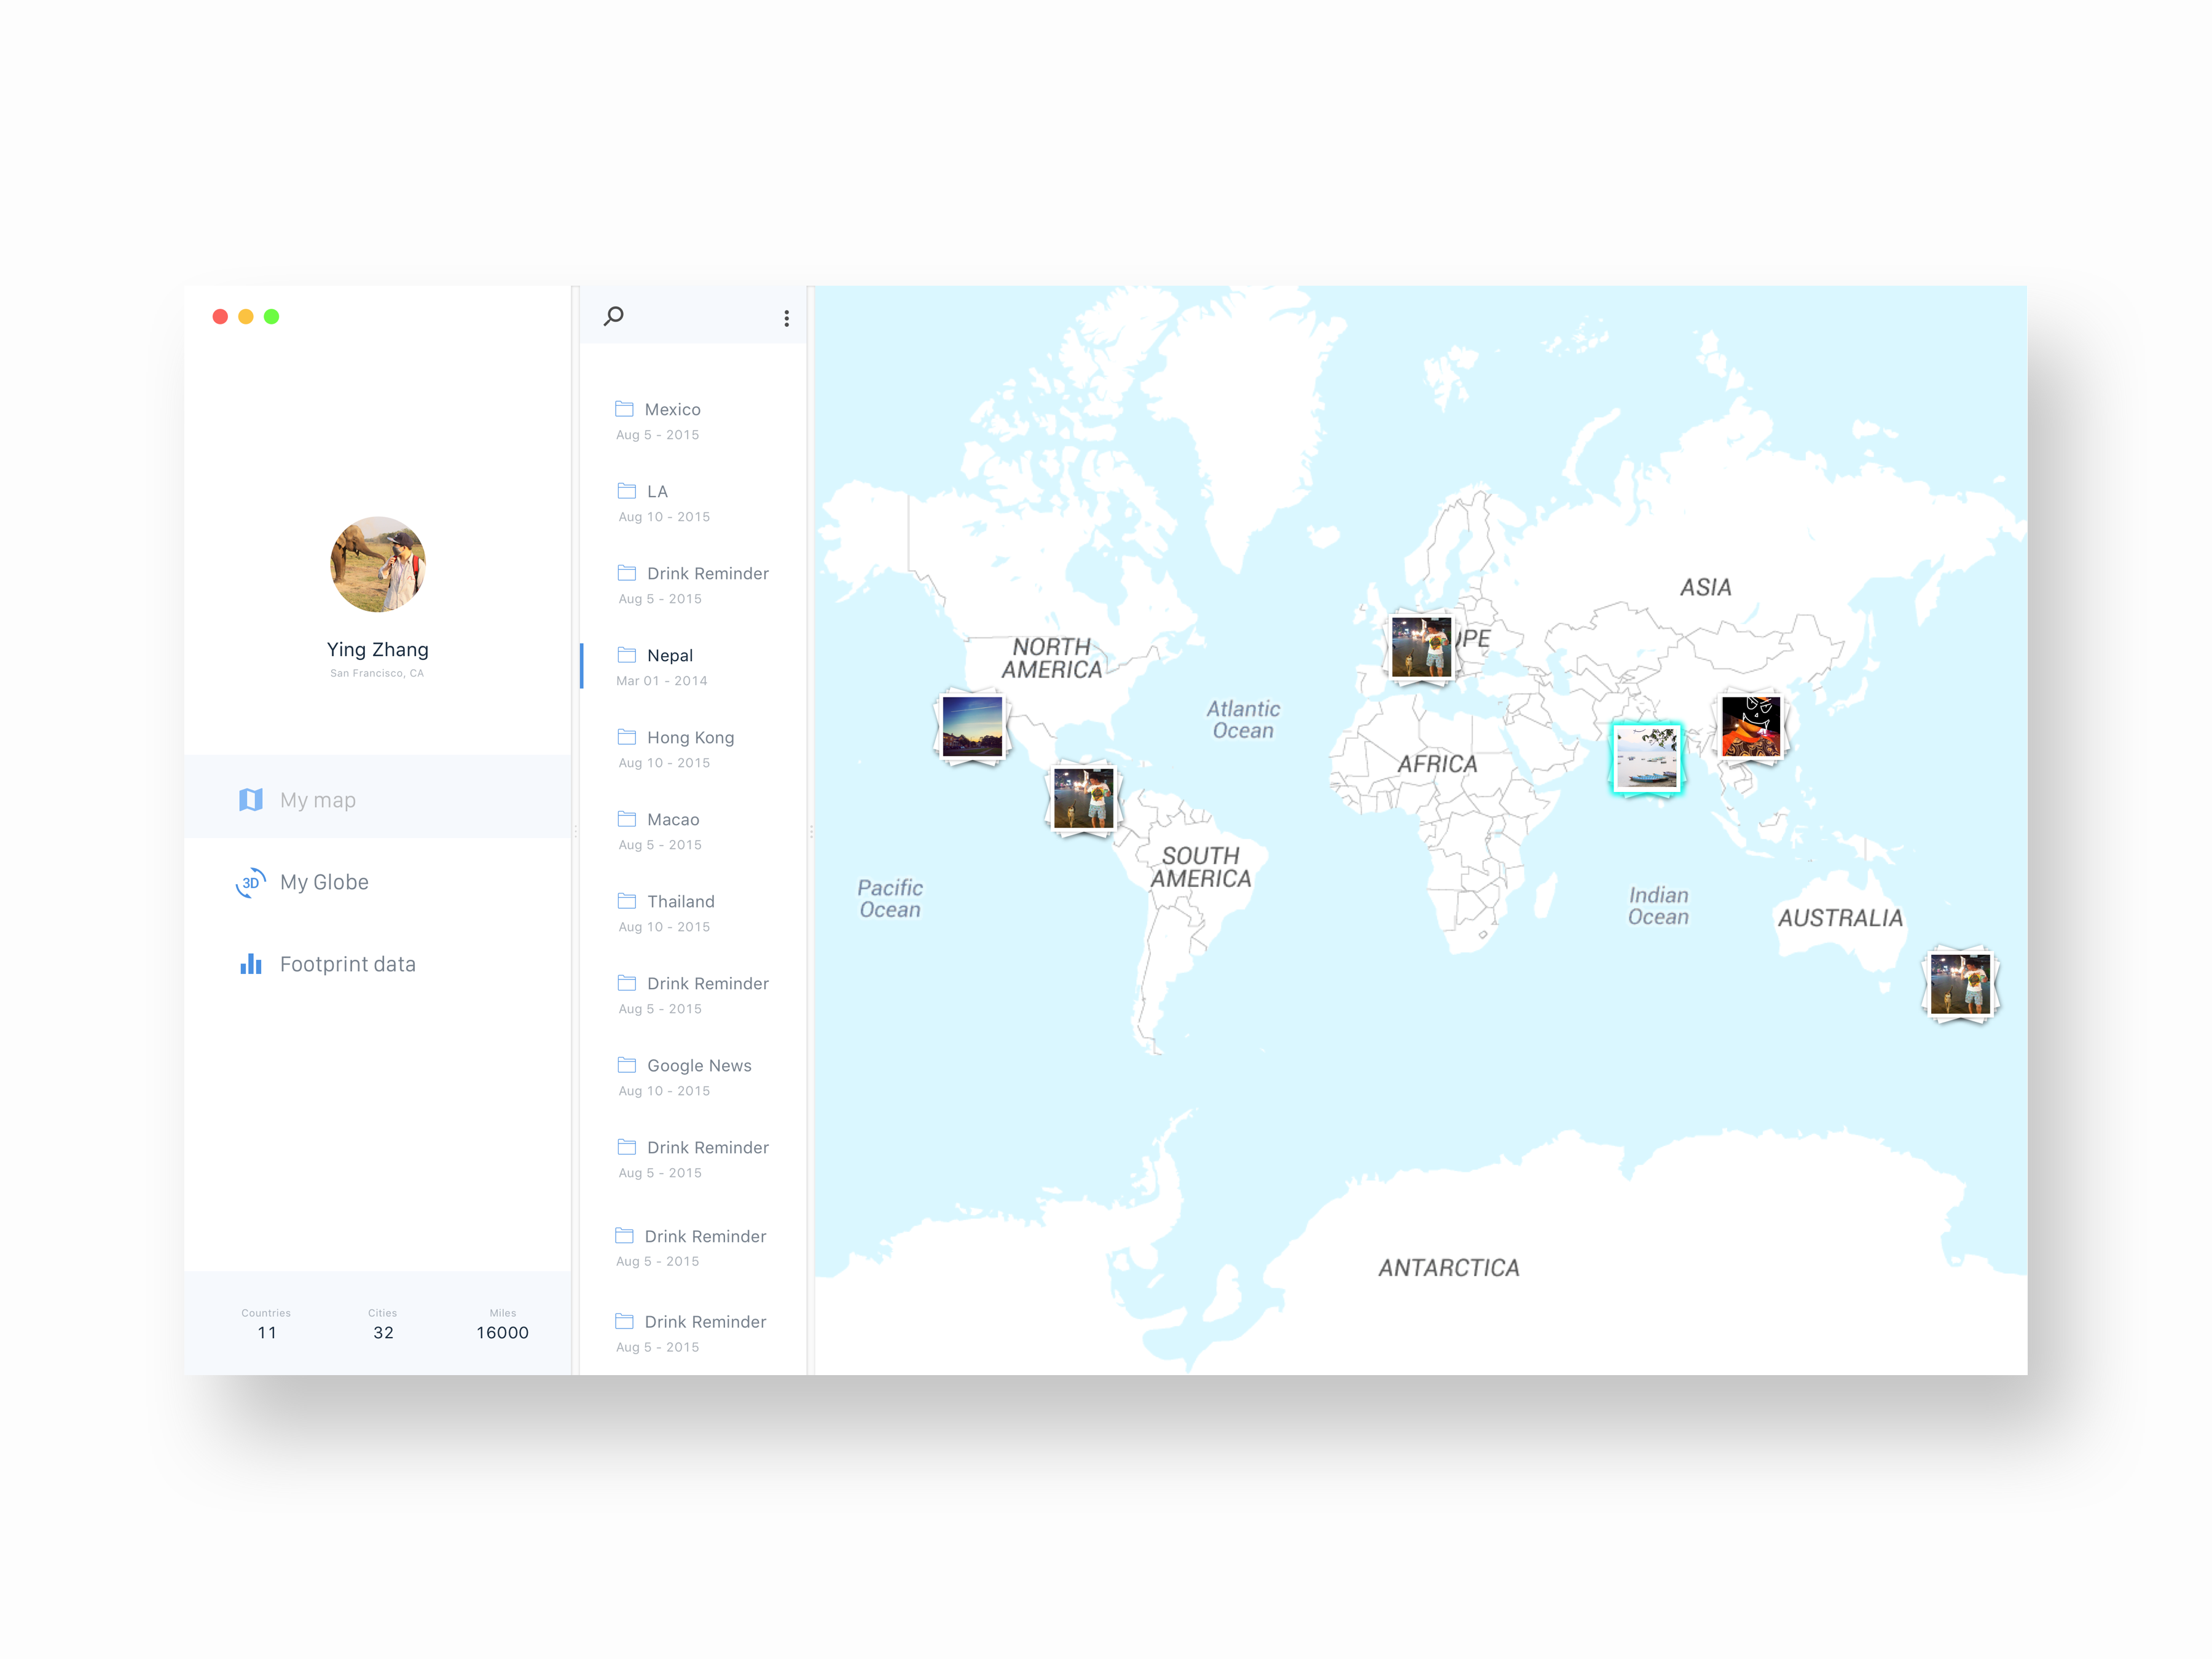 Ying Zhang
San Francisco, CA
My map
3D My Globe
Footprint data
Countries
11
Cities
32
Miles
16000
Mexico
Aug 5 - 2015
LA
Aug 10 - 2015
Drink Reminder
Aug 5 - 2015
Nepal
Mar 01 - 2014
Hong Kong
Aug 10 - 2015
Macao
Aug 5 - 2015
Thailand
Aug 10 - 2015
Drink Reminder
Aug 5 - 2015
Google News
Aug 10 - 2015
Drink Reminder
Aug 5 - 2015
Drink Reminder
Aug 5 - 2015
Drink Reminder
Aug 5 - 2015
ASIA
NORTH
AMERICA
OPE
Atlantic
Ocean
AFRICA
SOUTH
AMERICA
Pacific
Ocean
Indian
Ocean
AUSTRALIA
ANTARCTICA